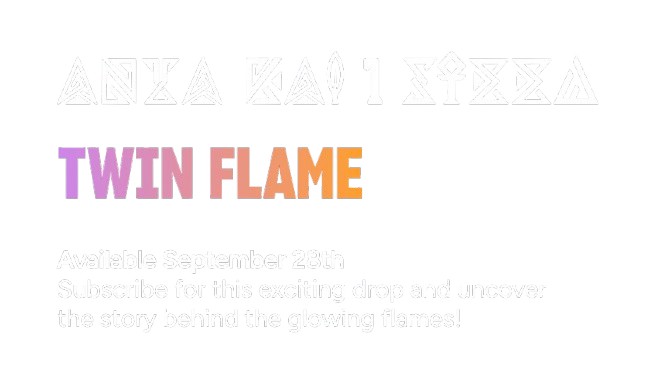 TWIN FLAME
Available September 28th
Subscribe for this exciting drop and uncover
the story behind the glowing flames!